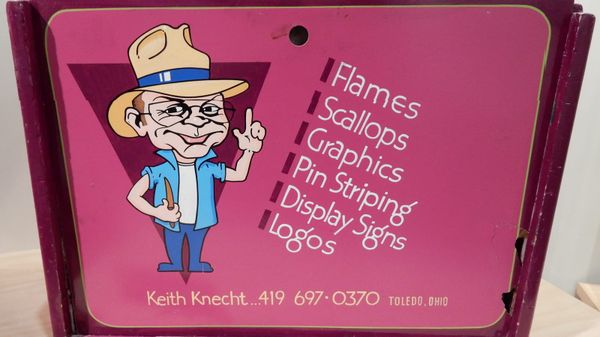 Flames
Scallops
Graphics
Pin Striping
Display Signs
Logos
Keith Knecht...419 697·0370 TOLEDO, OHIO